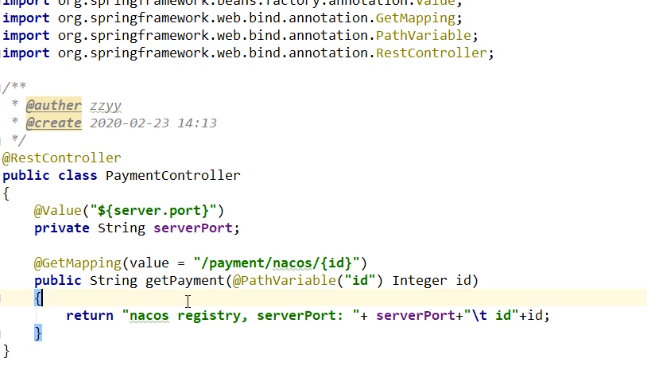 import org.springframework.beans.factory.annotation.Value;
import org.springframework.web.bind.annotation.GetMapping;
import org.springframework.web.bind.annotation.PathVariable;
import org.springframework.web.bind.annotation.RestController;
/**
* @auther zzyy
* @create 2020-02-23 14:13
*/
@RestController
public class PaymentController
{
@Value("${server.port}")
private String serverPort;
@GetMapping(value = "/payment/nacos/{id}")
public String getPayment(@PathVariable("id") Integer id)
{
return "nacos registry, serverPort: "+ serverPort+"\t id"+id;
}
}